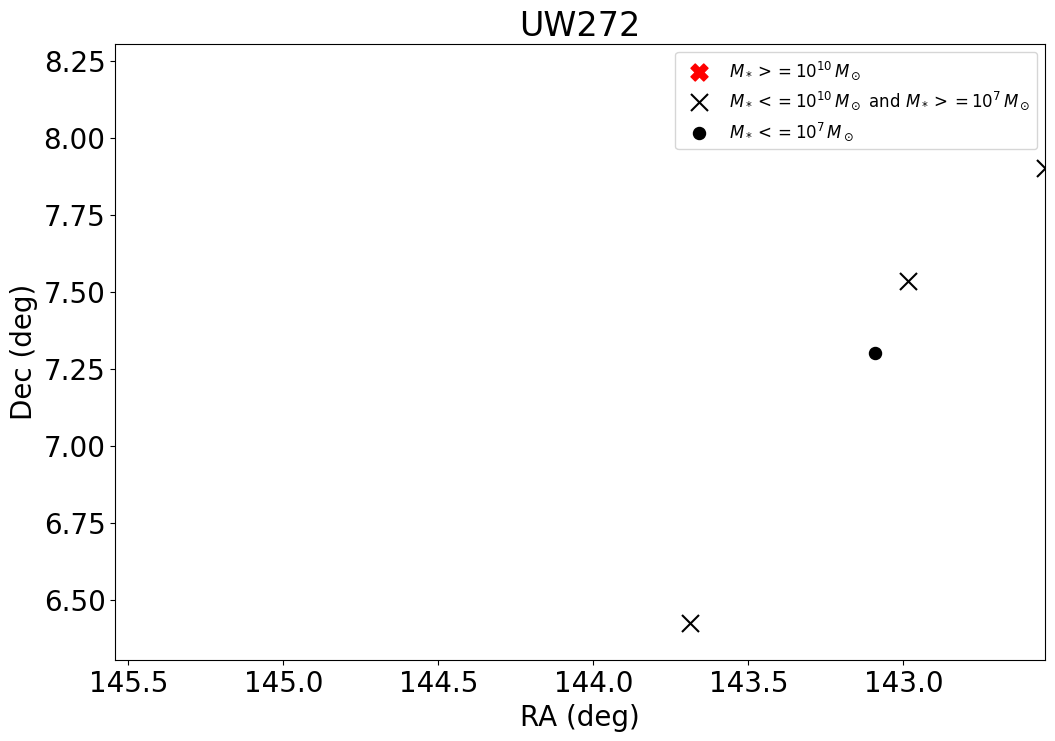 UW272
M* >= 10^10 M⊙
M* <= 10^10 M⊙ and M* >= 10^7 M⊙
M* <= 10^7 M⊙
8.25
8.00
7.75
7.50
7.25
7.00
6.75
6.50
Dec (deg)
145.5 145.0 144.5 144.0 143.5 143.0
RA (deg)